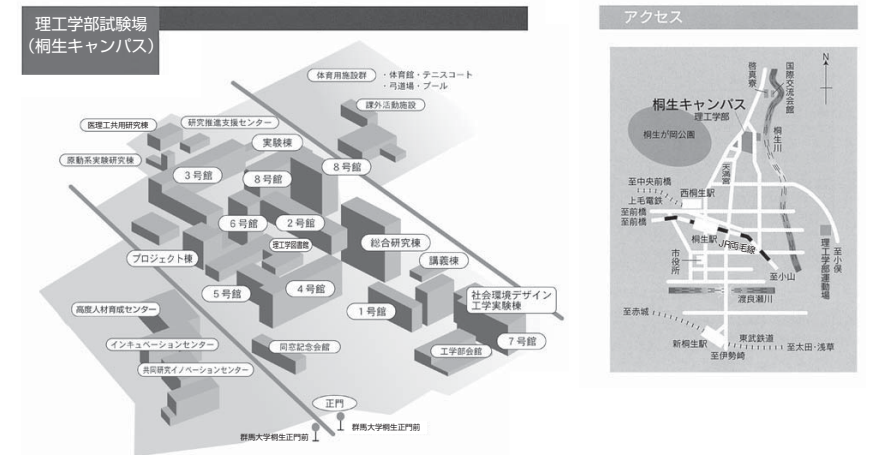 理工学部試験場
（桐生キャンパス）
体育用施設群
・体育館・テニスコート
・弓道場・プール
課外活動施設
研究推進支援センター
医理工共用研究棟
原動系実験研究棟
実験棟
3号館
8号館
8号館
6号館
2号館
理工学図書館
総合研究棟
プロジェクト棟
講義棟
5号館
4号館
社会環境デザイン
工学実験棟
1号館
7号館
高度人材育成センター
インキュベーションセンター
共同研究イノベーションセンター
同窓記念会館
工学部会館
正門
群馬大学桐生正門前
群馬大学桐生正門前
アクセス
N
啓真寮
国際交流会館
桐生キャンパス
理工学部
桐生が岡公園
桐生川
天満宮
至中央前橋
上毛電鉄
西桐生駅
至前橋
至前橋
桐生駅
JR両毛線
市役所
至小山
理工学部運動場
至小俣
渡良瀬川
至赤城
新桐生駅
東武鉄道
至太田・浅草
至伊勢崎